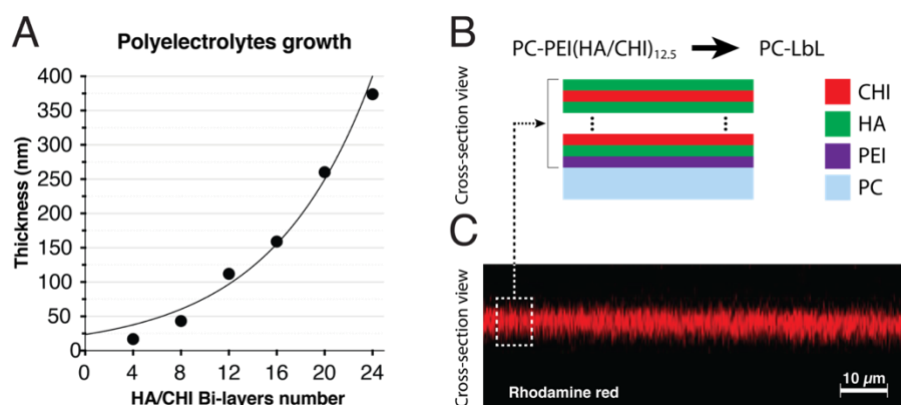 A
Polyelectrolytes growth
Thickness (nm)
400
350
300
250
200
150
100
50
0
0 4 8 12 16 20 24
HA/CHI Bi-layers number
B
PC-PEI(HA/CHI)12.5 PC-LbL
Cross-section view
CHI
HA
PEI
PC
C
Cross-section view
Rhodamine red
10 µm